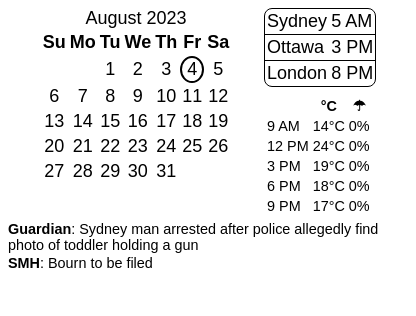 August 2023
Su Mo Tu We Th Fr Sa
1 2 3 4 5
6 7 8 9 10 11 12
13 14 15 16 17 18 19
20 21 22 23 24 25 26
27 28 29 30 31
Sydney 5 AM
Ottawa 3 PM
London 8 PM
°C ☂
9 AM 14°C 0%
12 PM 24°C 0%
3 PM 19°C 0%
6 PM 18°C 0%
9 PM 17°C 0%
Guardian: Sydney man arrested after police allegedly find
photo of toddler holding a gun
SMH: Bourn to be filed